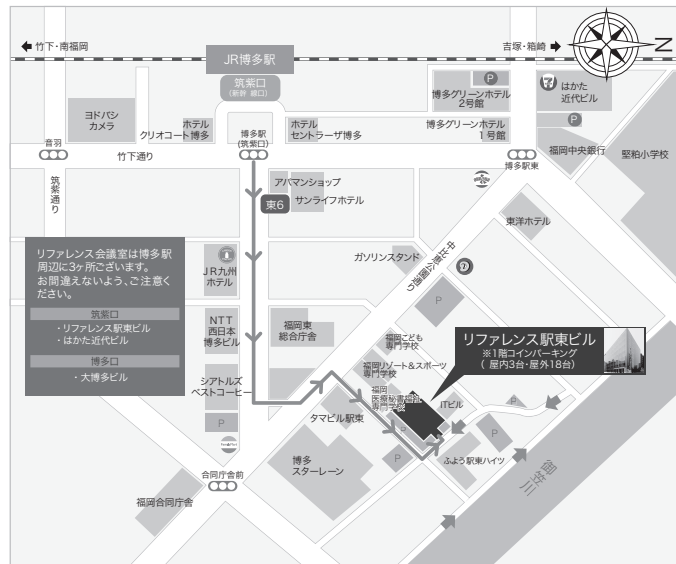 竹下・南福岡
吉塚・箱崎
N
JR博多駅
筑紫口
(新幹線口)
ヨドバシ
カメラ
ホテル
クリオコート博多
博多駅
(筑紫口)
ホテル
セントラーザ博多
P
博多グリーンホテル
2号館
博多グリーンホテル
1号館
はかた
近代ビル
P
福岡中央銀行
堅粕小学校
音羽
竹下通り
博多駅東
筑紫通り
アパマンショップ
東6
サンライフホテル
東洋ホテル
リファレンス会議室は博多駅
周辺に3ヶ所ございます。
お間違えないよう、ご注意く
ださい。
筑紫口
・リファレンス駅東ビル
・はかた近代ビル
博多口
・大博多ビル
JR九州
ホテル
ガソリンスタンド
中比恵公園通り
P
NTT
西日本
博多ビル
福岡東
総合庁舎
福岡こども
専門学校
リファレンス駅東ビル
※1階コインパーキング
( 屋内3台・屋外18台)
福岡リゾート&スポーツ
専門学校
シアトルズ
ベストコーヒー
福岡
医療秘書福祉
専門学校
ITビル
P
P
タマビル駅東
P
P
P
FamilyMart
博多
スターレーン
ふよう駅東ハイツ
御笠川
合同庁舎前
福岡合同庁舎